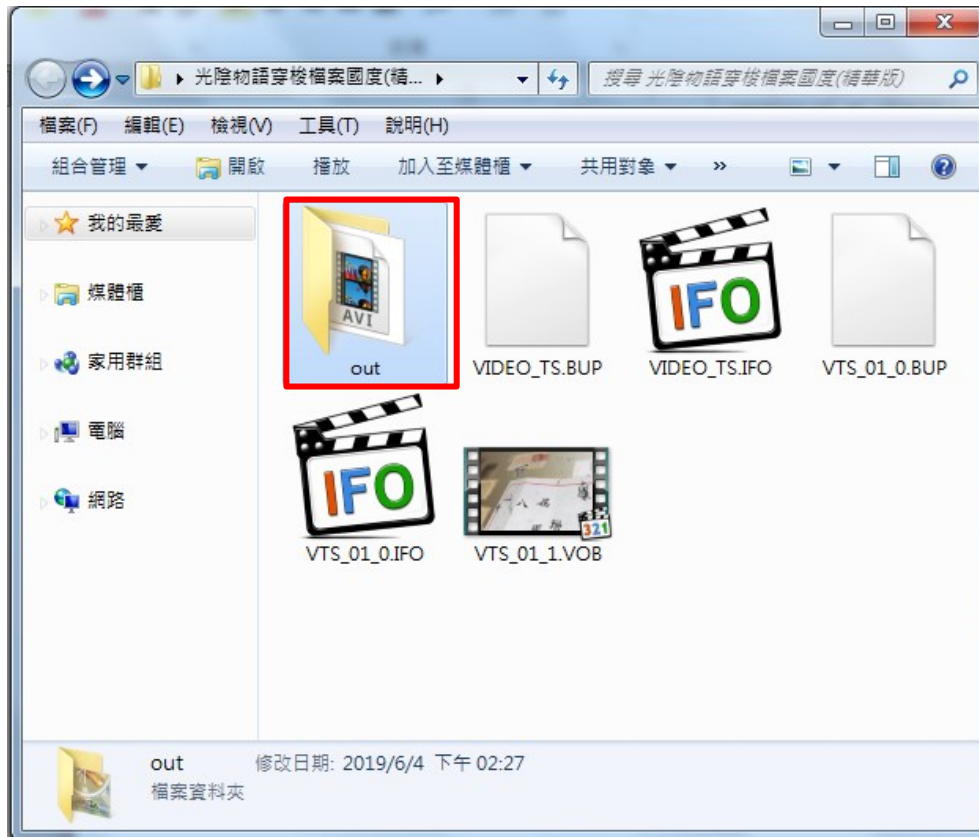 光陰物語穿梭檔案國度(精... 
搜尋 光陰物語穿梭檔案國度(精華版)
檔案(F) 編輯(E) 檢視(V) 工具(T) 說明(H)
組合管理 開啟 播放 加入至媒體櫃 共用對象 »
我的最愛
媒體櫃
家用群組
電腦
網路
AVI
out
VIDEO_TS.BUP
IFO
VIDEO_TS.IFO
VTS_01_0.BUP
IFO
VTS_01_0.IFO
321
VTS_01_1.VOB
out 修改日期: 2019/6/4 下午 02:27
檔案資料夾